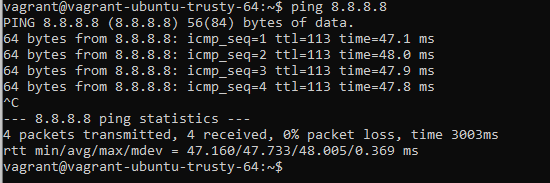 vagrant@vagrant-ubuntu-trusty-64:~$ ping 8.8.8.8
PING 8.8.8.8 (8.8.8.8) 56(84) bytes of data.
64 bytes from 8.8.8.8: icmp_seq=1 ttl=113 time=47.1 ms
64 bytes from 8.8.8.8: icmp_seq=2 ttl=113 time=48.0 ms
64 bytes from 8.8.8.8: icmp_seq=3 ttl=113 time=47.9 ms
64 bytes from 8.8.8.8: icmp_seq=4 ttl=113 time=47.8 ms
^C
--- 8.8.8.8 ping statistics ---
4 packets transmitted, 4 received, 0% packet loss, time 3003ms
rtt min/avg/max/mdev = 47.160/47.733/48.005/0.369 ms
vagrant@vagrant-ubuntu-trusty-64:~$